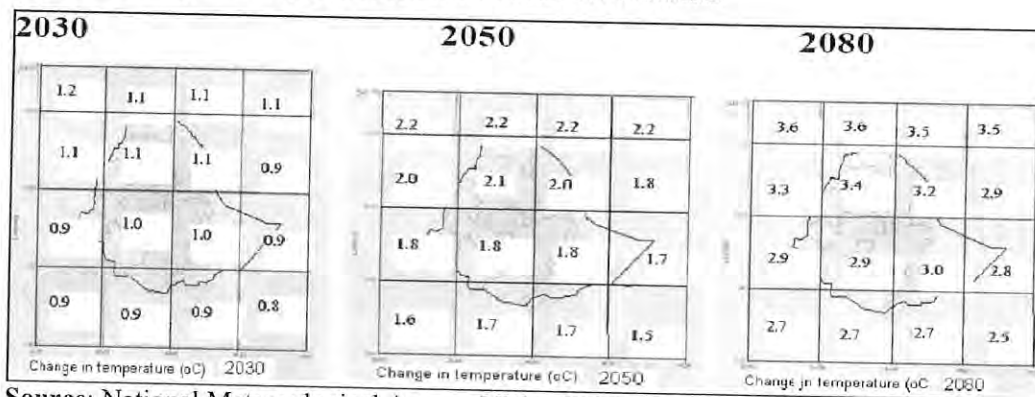 2030 2050 2080
1.2 1.1 1.1 1.1
1.1 1.1 1.1 0.9
0.9 1.0 1.0 0.9
0.9 0.9 0.9 0.8
Change in temperature (oC) 2030
2.2 2.2 2.2 2.2
2.0 2.1 2.0 1.8
1.8 1.8 1.8 1.7
1.6 1.7 1.7 1.5
Change in temperature (oC) 2050
3.6 3.6 3.5 3.5
3.3 3.4 3.2 2.9
2.9 2.9 3.0 2.8
2.7 2.7 2.7 2.5
Change in temperature (oC 2080
Source: National